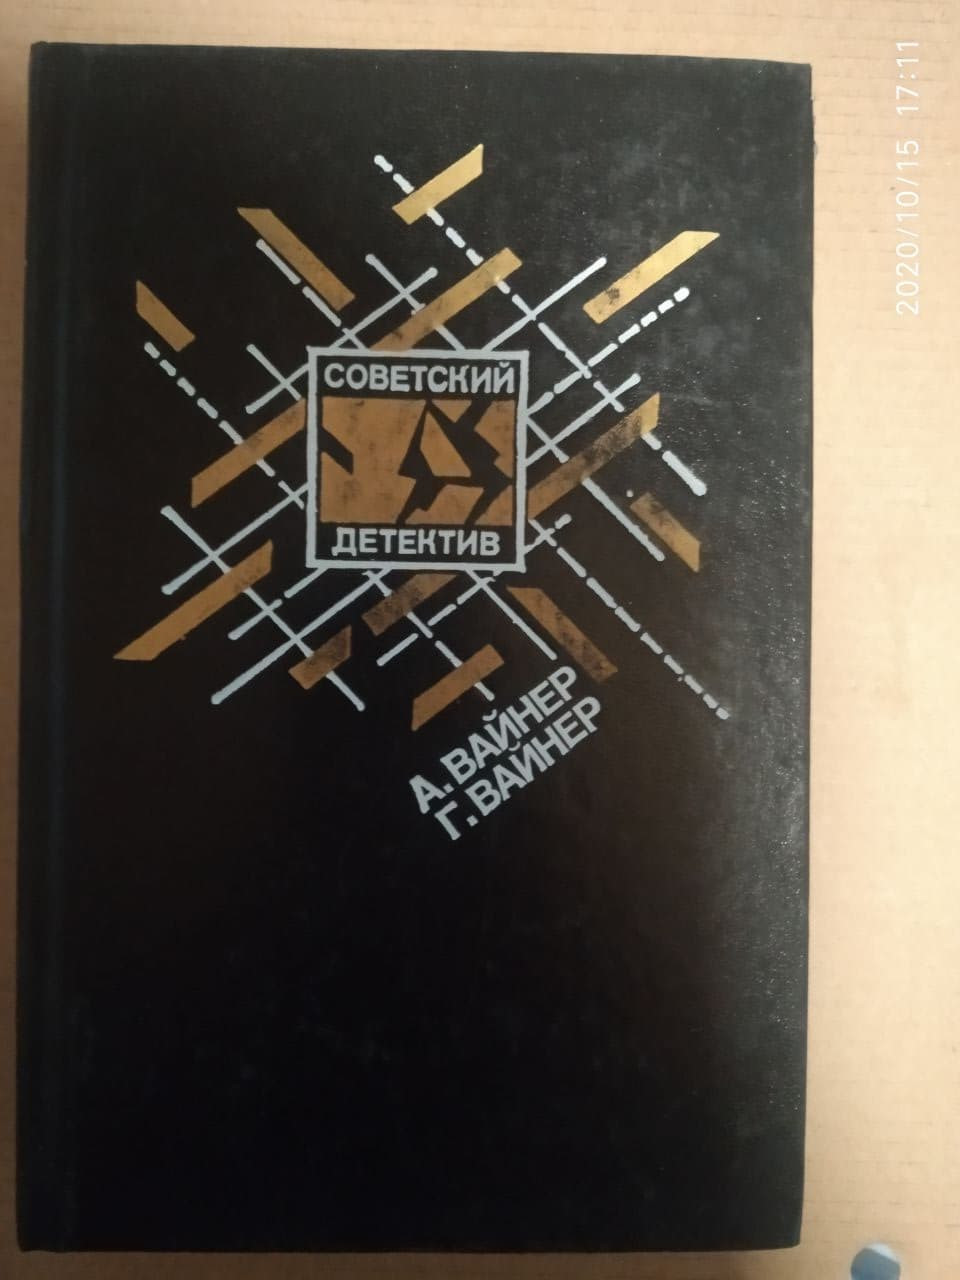 СОВЕТСКИЙ
ДЕТЕКТИВ
А. ВАЙНЕР
Г. ВАЙНЕР
2020/10/15 17:11